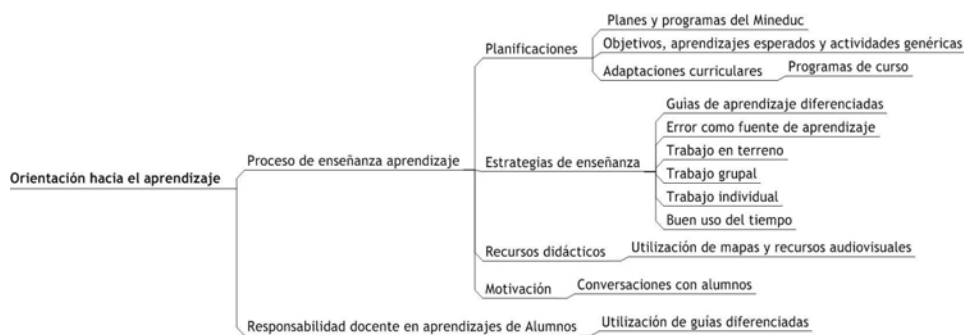 Orientación hacia el aprendizaje
Proceso de enseñanza aprendizaje
Planificaciones
Planes y programas del Mineduc
Objetivos, aprendizajes esperados y actividades genéricas
Adaptaciones curriculares
Programas de curso
Estrategias de enseñanza
Guìas de aprendizaje diferenciadas
Error como fuente de aprendizaje
Trabajo en terreno
Trabajo grupal
Trabajo individual
Buen uso del tiempo
Recursos didácticos
Utilización de mapas y recursos audiovisuales
Motivación
Conversaciones con alumnos
Responsabilidad docente en aprendizajes de Alumnos
Utilización de guías diferenciadas